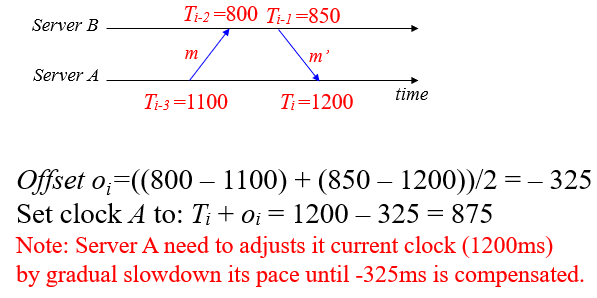 T_{i-2} =800 T_{i-1} =850
Server B
m
m’
Server A
T_{i-3} =1100
T_i =1200
time
Offset o_i=((800 – 1100) + (850 – 1200))/2 = – 325
Set clock A to: T_i + o_i = 1200 – 325 = 875
Note: Server A need to adjusts it current clock (1200ms)
by gradual slowdown its pace until -325ms is compensated.